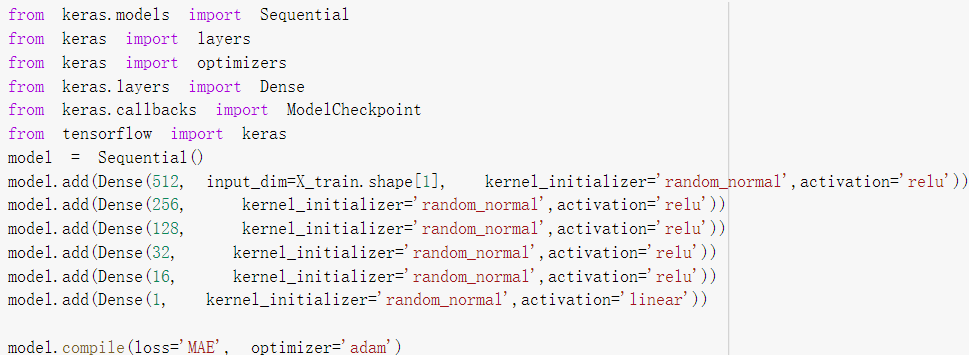 from keras.models import Sequential
from keras import layers
from keras import optimizers
from keras.layers import Dense
from keras.callbacks import ModelCheckpoint
from tensorflow import keras
model = Sequential()
model.add(Dense(512, input_dim=X_train.shape[1], kernel_initializer='random_normal',activation='relu'))
model.add(Dense(256, kernel_initializer='random_normal',activation='relu'))
model.add(Dense(128, kernel_initializer='random_normal',activation='relu'))
model.add(Dense(32, kernel_initializer='random_normal',activation='relu'))
model.add(Dense(16, kernel_initializer='random_normal',activation='relu'))
model.add(Dense(1, kernel_initializer='random_normal',activation='linear'))
model.compile(loss='MAE', optimizer='adam')